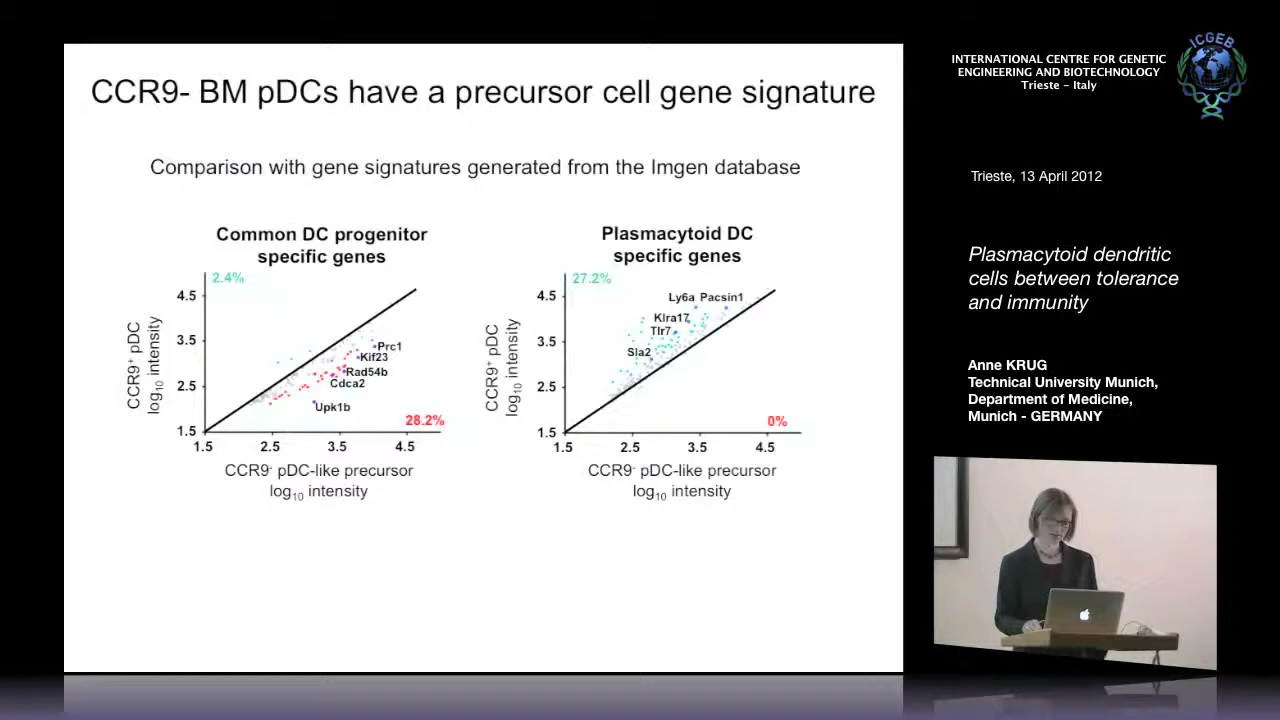 CCR9- BM pDCs have a precursor cell gene signature
Comparison with gene signatures generated from the Imgen database
Common DC progenitor
specific genes
2.4%
4.5
3.5
2.5
1.5
CCR9+ pDC
log10 intensity
Prc1
Kif23
Rad54b
Cdca2
Upk1b
28.2%
1.5 2.5 3.5 4.5
CCR9- pDC-like precursor
log10 intensity
Plasmacytoid DC
specific genes
27.2%
4.5
3.5
2.5
1.5
CCR9+ pDC
log10 intensity
Ly6a Pacsin1
Klra17
Tlr7
Sla2
0%
1.5 2.5 3.5 4.5
CCR9- pDC-like precursor
log10 intensity
INTERNATIONAL CENTRE FOR GENETIC
ENGINEERING AND BIOTECHNOLOGY
Trieste - Italy
ICGEB
Trieste, 13 April 2012
Plasmacytoid dendritic
cells between tolerance
and immunity
Anne KRUG
Technical University Munich,
Department of Medicine,
Munich - GERMANY